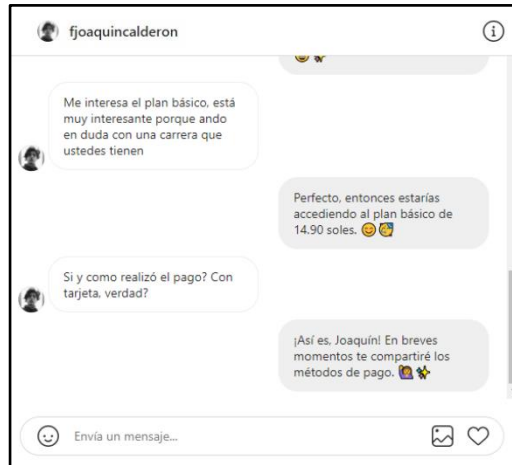 fjoaquincalderon
Me interesa el plan básico, está
muy interesante porque ando
en duda con una carrera que
ustedes tienen
Perfecto, entonces estarías
accediendo al plan básico de
14.90 soles.
Si y como realizó el pago? Con
tarjeta, verdad?
¡Así es, Joaquín! En breves
momentos te compartiré los
métodos de pago.
Envía un mensaje...